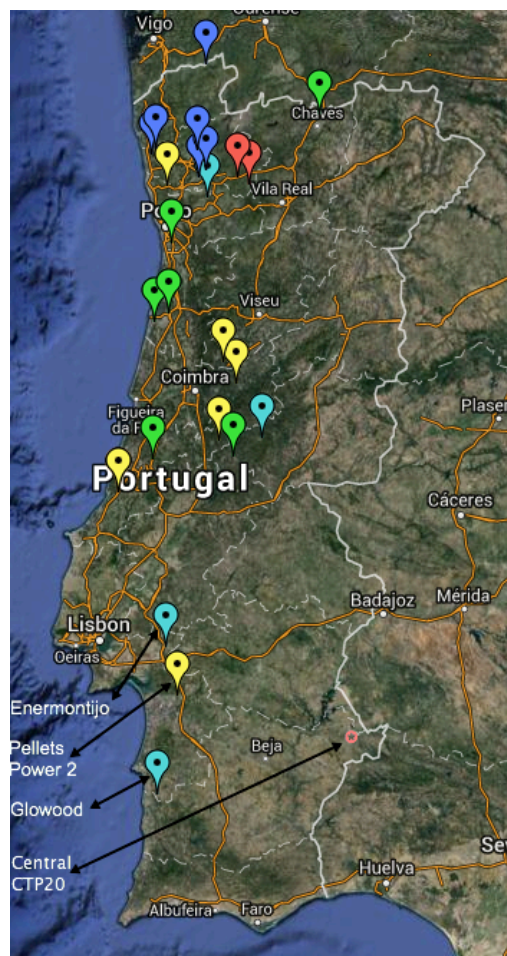 Vigo
Ourense
Chaves
Vila Real
Porto
Viseu
Coimbra
Figueira
da F
Plasen
Portugal
Cáceres
Badajoz
Mérida
Lisbon
Oeiras
Enermontijo
Pellets
Power 2
Beja
Glowood
Central
CTP20
Sev
Huelva
Albufeira
Faro